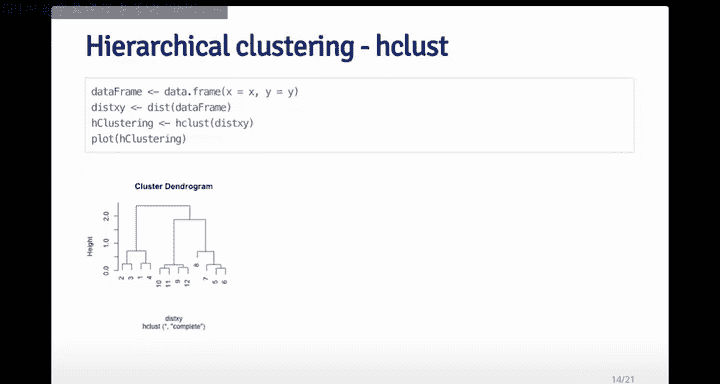 Hierarchical clustering - hclust
dataFrame <- data.frame(x = x, y = y)
distxy <- dist(dataFrame)
hClustering <- hclust(distxy)
plot(hClustering)
Cluster Dendrogram
Height
0.0 1.0 2.0
2 3 1 4 10 11 9 12 8 7 5 6
distxy
hclust (*, "complete")
14/21